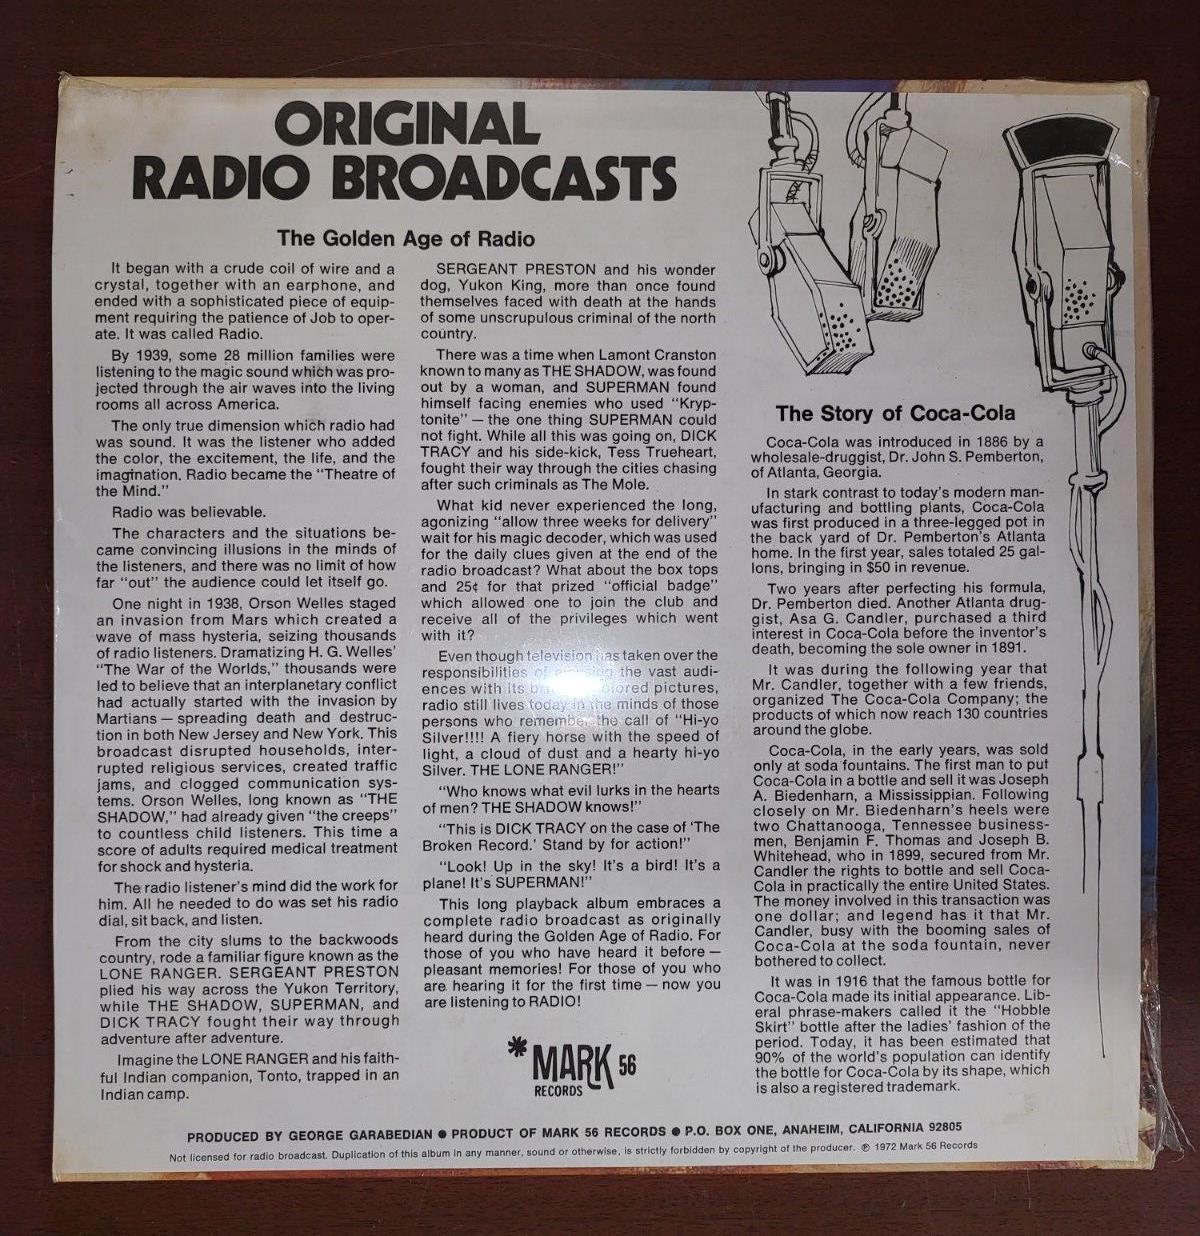 ORIGINAL
RADIO BROADCASTS
The Golden Age of Radio
It began with a crude coil of wire and a
crystal, together with an earphone, and
ended with a sophisticated piece of equip-
ment requiring the patience of Job to oper-
ate. It was called Radio.
By 1939, some 28 million families were
listening to the magic sound which was pro-
jected through the air waves into the living
rooms all across America.
The only true dimension which radio had
was sound. It was the listener who added
the color, the excitement, the life, and the
imagination. Radio became the "Theatre of
the Mind."
Radio was believable.
The characters and the situations be-
came convincing illusions in the minds of
the listeners, and there was no limit of how
far "out" the audience could let itself go.
One night in 1938, Orson Welles staged
an invasion from Mars which created a
wave of mass hysteria, seizing thousands
of radio listeners. Dramatizing H. G. Welles'
"The War of the Worlds," thousands were
led to believe that an interplanetary conflict
had actually started with the invasion by
Martians — spreading death and destruc-
tion in both New Jersey and New York. This
broadcast disrupted households, inter-
rupted religious services, created traffic
jams, and clogged communication sys-
tems. Orson Welles, long known as "THE
SHADOW," had already given "the creeps"
to countless child listeners. This time a
score of adults required medical treatment
for shock and hysteria.
The radio listener's mind did the work for
him. All he needed to do was set his radio
dial, sit back, and listen.
From the city slums to the backwoods
country, rode a familiar figure known as the
LONE RANGER. SERGEANT PRESTON
plied his way across the Yukon Territory,
while THE SHADOW, SUPERMAN, and
DICK TRACY fought their way through
adventure after adventure.
Imagine the LONE RANGER and his faith-
ful Indian companion, Tonto, trapped in an
Indian camp.
SERGEANT PRESTON and his wonder
dog, Yukon King, more than once found
themselves faced with death at the hands
of some unscrupulous criminal of the north
country.
There was a time when Lamont Cranston
known to many as THE SHADOW, was found
out by a woman, and SUPERMAN found
himself facing enemies who used "Kryp-
tonite" — the one thing SUPERMAN could
not fight. While all this was going on, DICK
TRACY and his side-kick, Tess Trueheart,
fought their way through the cities chasing
after such criminals as The Mole.
What kid never experienced the long,
agonizing "allow three weeks for delivery"
wait for his magic decoder, which was used
for the daily clues given at the end of the
radio broadcast? What about the box tops
and 25¢ for that prized "official badge"
which allowed one to join the club and
receive all of the privileges which went
with it?
Even though television has taken over the
responsibilities of the vast audi-
ences with its pictures,
radio still lives today in the minds of those
persons who remember the call of "Hi-yo
Silver!!!! A fiery horse with the speed of
light, a cloud of dust and a hearty hi-yo
Silver. THE LONE RANGER!"
"Who knows what evil lurks in the hearts
of men? THE SHADOW knows!"
"This is DICK TRACY on the case of 'The
Broken Record.' Stand by for action!"
"Look! Up in the sky! It's a bird! It's a
plane! It's SUPERMAN!"
This long playback album embraces a
complete radio broadcast as originally
heard during the Golden Age of Radio. For
those of you who have heard it before —
pleasant memories! For those of you who
are hearing it for the first time — now you
are listening to RADIO!
The Story of Coca-Cola
Coca-Cola was introduced in 1886 by a
wholesale-druggist, Dr. John S. Pemberton,
of Atlanta, Georgia.
In stark contrast to today's modern man-
ufacturing and bottling plants, Coca-Cola
was first produced in a three-legged pot in
the back yard of Dr. Pemberton's Atlanta
home. In the first year, sales totaled 25 gal-
lons, bringing in $50 in revenue.
Two years after perfecting his formula,
Dr. Pemberton died. Another Atlanta drug-
gist, Asa G. Candler, purchased a third
interest in Coca-Cola before the inventor's
death, becoming the sole owner in 1891.
It was during the following year that
Mr. Candler, together with a few friends,
organized The Coca-Cola Company; the
products of which now reach 130 countries
around the globe.
Coca-Cola, in the early years, was sold
only at soda fountains. The first man to put
Coca-Cola in a bottle and sell it was Joseph
A. Biedenharn, a Mississippian. Following
closely on Mr. Biedenharn's heels were
two Chattanooga, Tennessee business-
men, Benjamin F. Thomas and Joseph B.
Whitehead, who in 1899, secured from Mr.
Candler the rights to bottle and sell Coca-
Cola in practically the entire United States.
The money involved in this transaction was
one dollar; and legend has it that Mr.
Candler, busy with the booming sales of
Coca-Cola at the soda fountain, never
bothered to collect.
It was in 1916 that the famous bottle for
Coca-Cola made its initial appearance. Lib-
eral phrase-makers called it the "Hobble
Skirt" bottle after the ladies' fashion of the
period. Today, it has been estimated that
90% of the world's population can identify
the bottle for Coca-Cola by its shape, which
is also a registered trademark.
*MARK 56
RECORDS
PRODUCED BY GEORGE GARABEDIAN ● PRODUCT OF MARK 56 RECORDS ● P.O. BOX ONE, ANAHEIM, CALIFORNIA 92805
Not licensed for radio broadcast. Duplication of this album in any manner, sound or otherwise, is strictly forbidden by copyright of the producer. ℗ 1972 Mark 56 Records